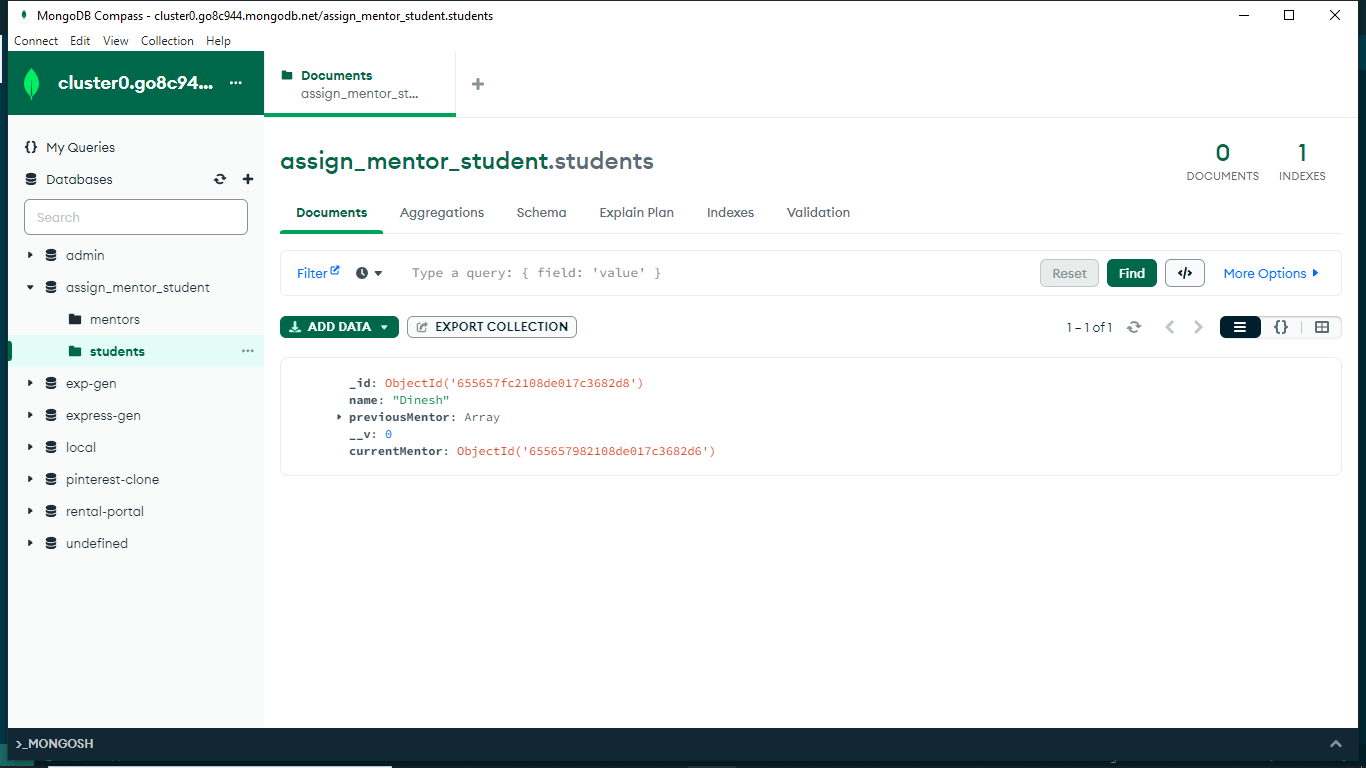 MongoDB Compass - cluster0.go8c944.mongodb.net/assign_mentor_student.students
Connect Edit View Collection Help
cluster0.go8c94... ...
Documents
assign_mentor_st...
My Queries
Databases
Search
admin
assign_mentor_student
mentors
students
exp-gen
express-gen
local
pinterest-clone
rental-portal
undefined
assign_mentor_student.students
0
DOCUMENTS
1
INDEXES
Documents Aggregations Schema Explain Plan Indexes Validation
Filter Type a query: { field: 'value' } Reset Find </> More Options
ADD DATA EXPORT COLLECTION 1 – 1 of 1 {}
_id: ObjectId('655657fc2108de017c3682d8')
name: "Dinesh"
previousMentor: Array
__v: 0
currentMentor: ObjectId('655657982108de017c3682d6')
>_MONGOSH